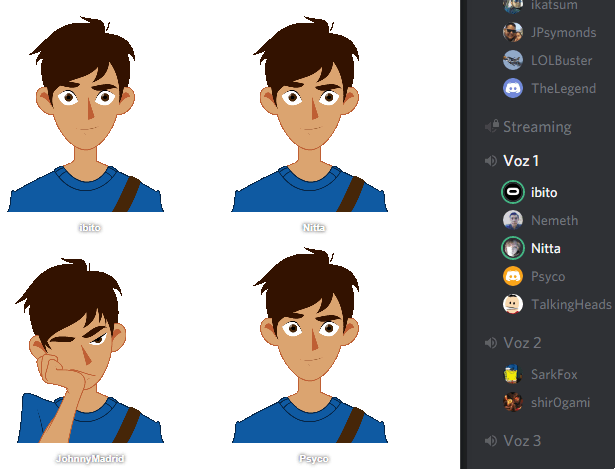 ibito
Nitta
JohnnyMadrid
Psyco
ikatsum
JPsymonds
LOLBuster
TheLegend
Streaming
Voz 1
ibito
Nemeth
Nitta
Psyco
TalkingHeads
Voz 2
SarkFox
shir0gami
Voz 3